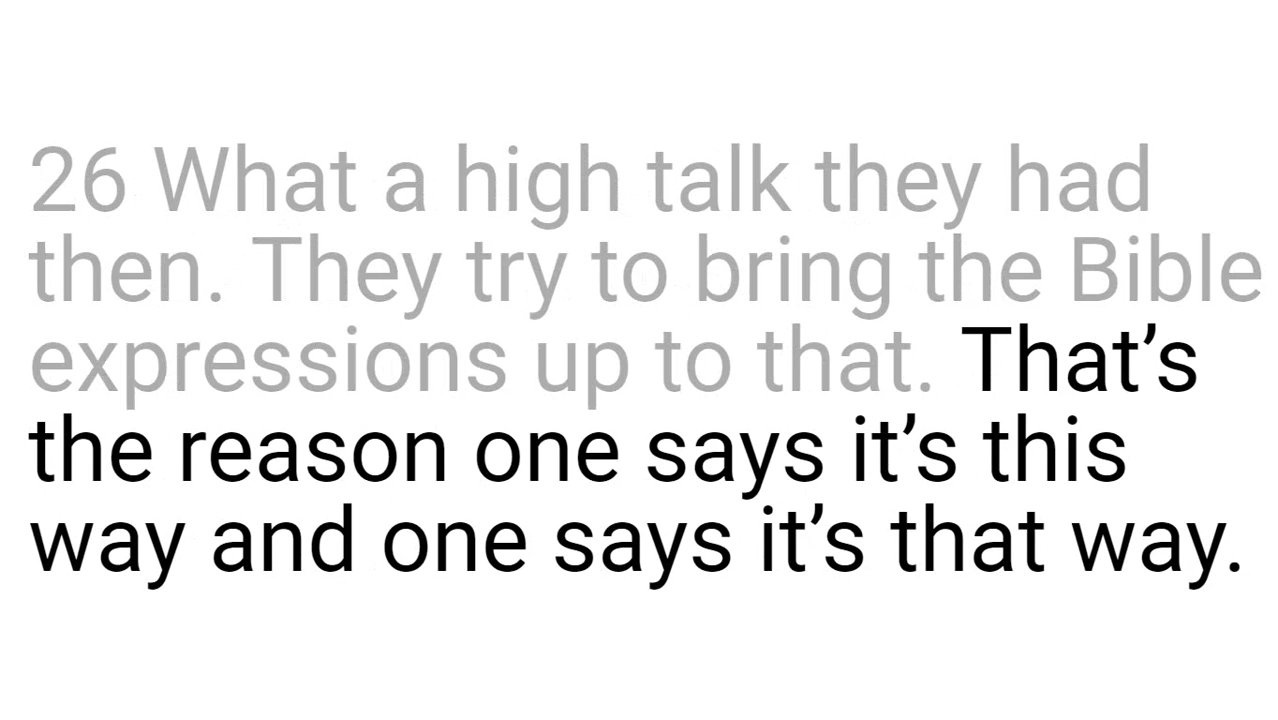 26 What a high talk they had
then. They try to bring the Bible
expressions up to that. That’s
the reason one says it’s this
way and one says it’s that way.